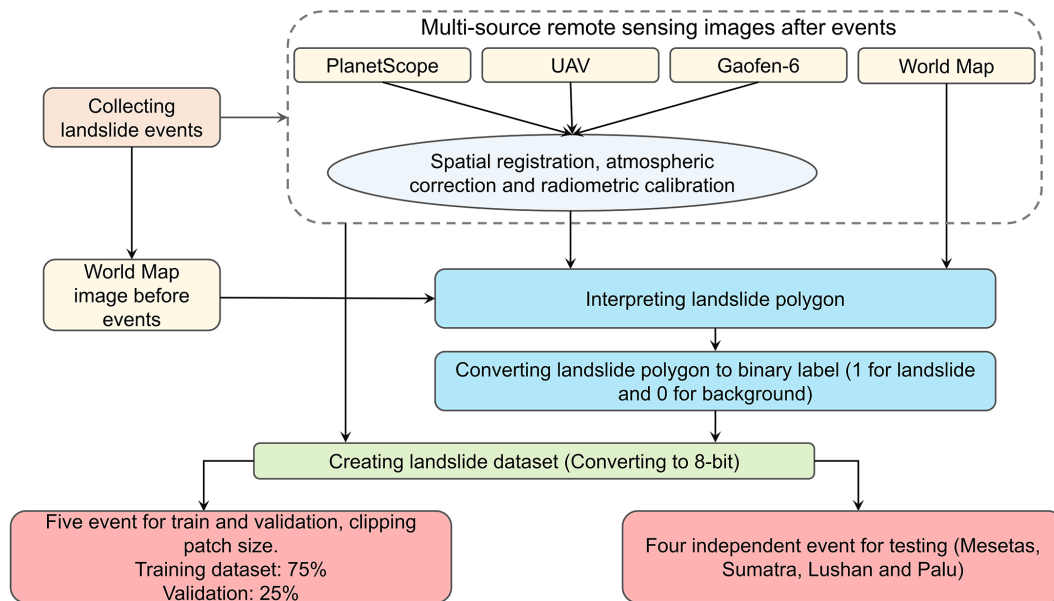 Multi-source remote sensing images after events
PlanetScope
UAV
Gaofen-6
World Map
Collecting
landslide events
Spatial registration, atmospheric
correction and radiometric calibration
World Map
image before
events
Interpreting landslide polygon
Converting landslide polygon to binary label (1 for landslide
and 0 for background)
Creating landslide dataset (Converting to 8-bit)
Five event for train and validation, clipping
patch size.
Training dataset: 75%
Validation: 25%
Four independent event for testing (Mesetas,
Sumatra, Lushan and Palu)